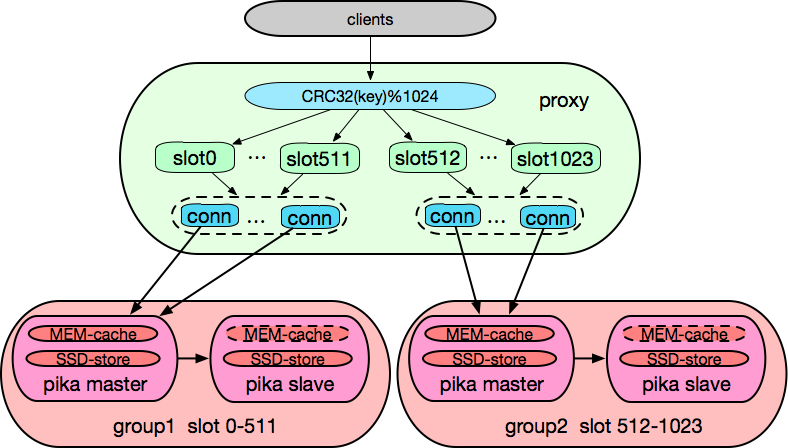 clients
CRC32(key)%1024
proxy
slot0 ... slot511 slot512 ... slot1023
conn ... conn conn ... conn
MEM-cache MEM-cache MEM-cache MEM-cache
SSD-store SSD-store SSD-store SSD-store
pika master pika slave pika master pika slave
group1 slot 0-511 group2 slot 512-1023